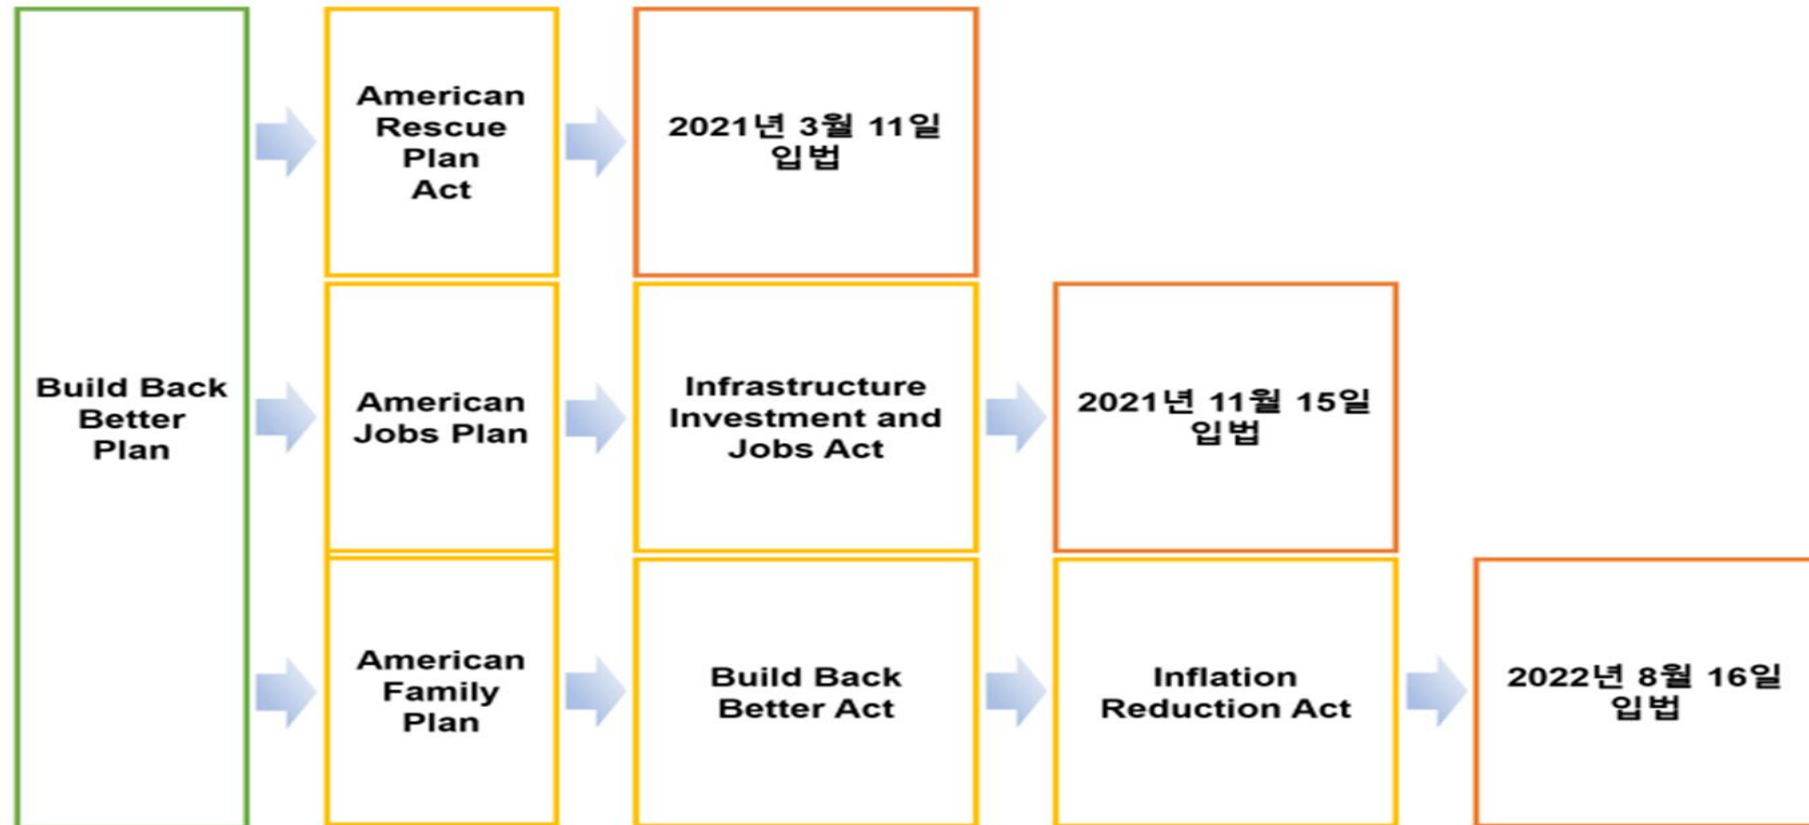 American
Rescue
Plan
Act
2021년 3월 11일
입법
Build Back
Better
Plan
American
Jobs Plan
Infrastructure
Investment and
Jobs Act
2021년 11월 15일
입법
American
Family
Plan
Build Back
Better Act
Inflation
Reduction Act
2022년 8월 16일
입법